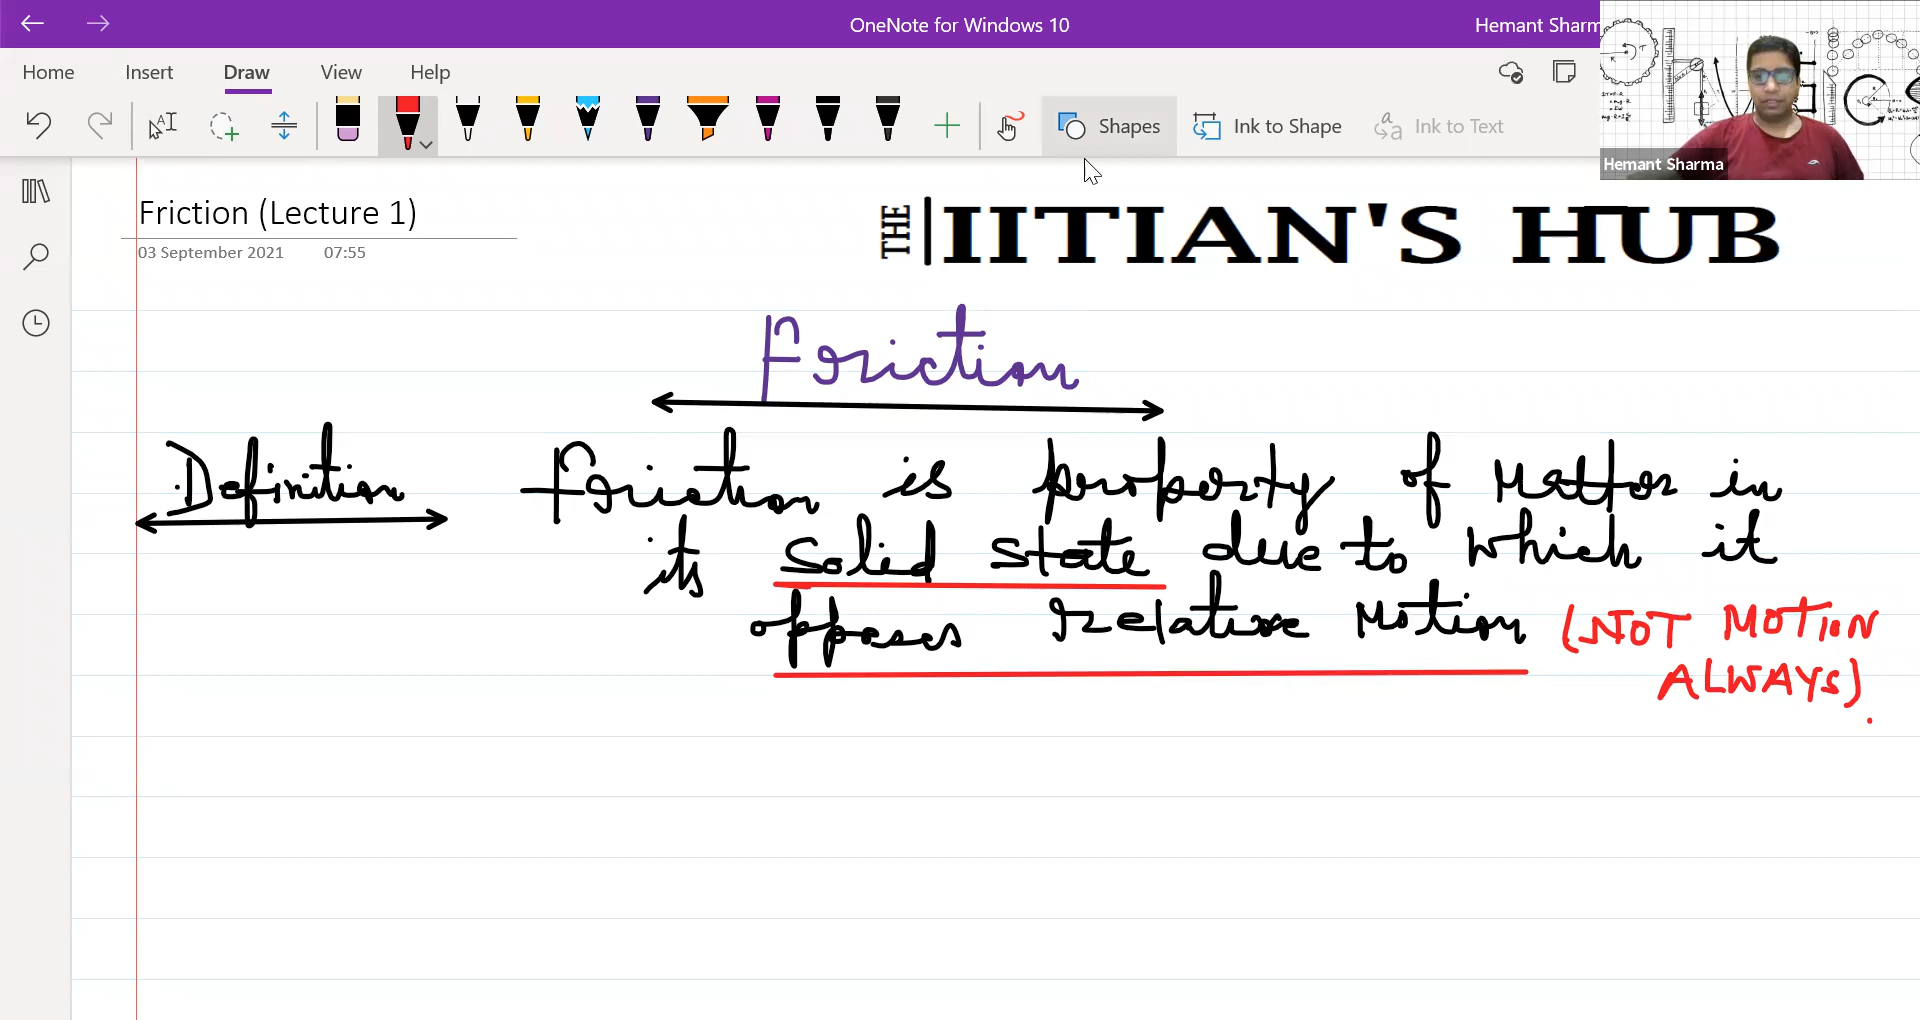 OneNote for Windows 10
Hemant Sharm
Home Insert Draw View Help
Shapes Ink to Shape Ink to Text
Hemant Sharma
Friction (Lecture 1)
03 September 2021 07:55
THE IITIAN'S HUB
Friction
Definition Friction is property of Matter in
its solid state due to which it
opposes relative Motion (NOT MOTION
ALWAYS).